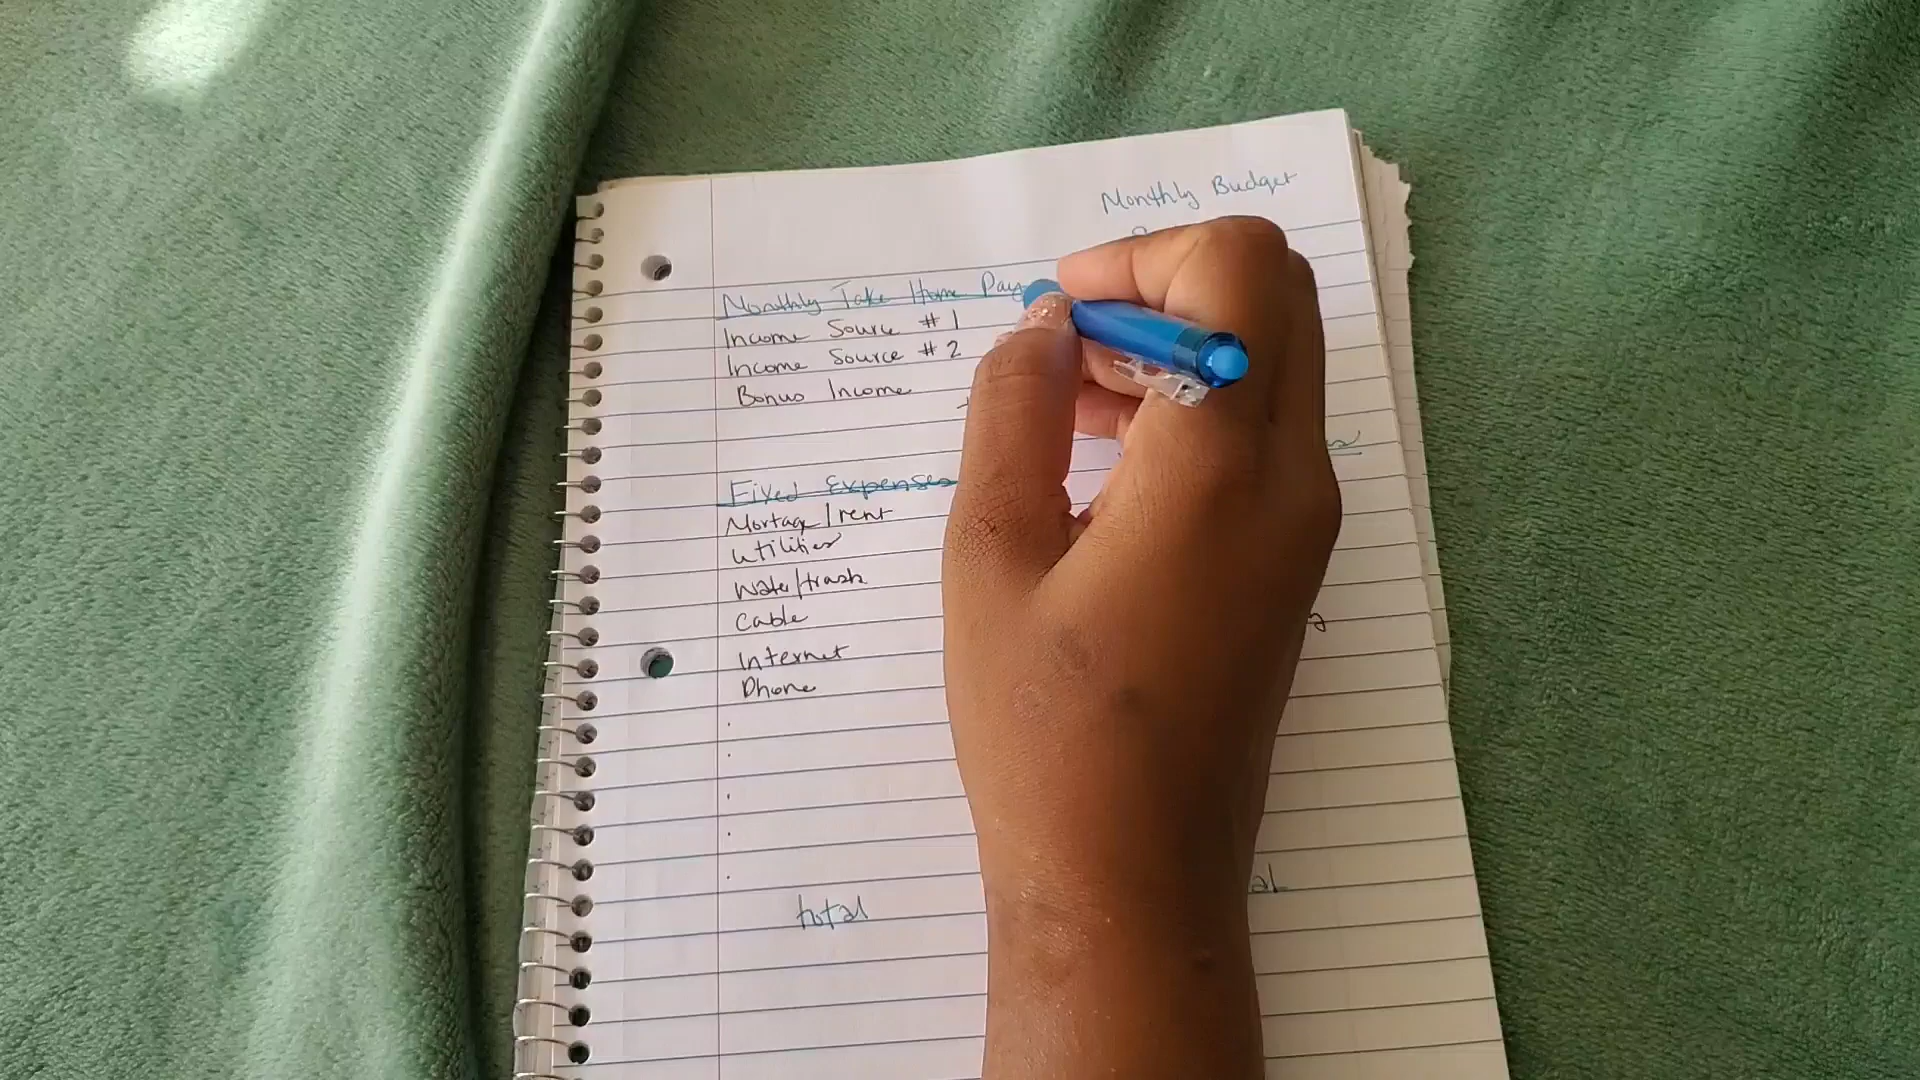 Monthly Budget
Monthly Take Home Pay
Income Source #1
Income Source #2
Bonus Income
+
Fixed Expenses
Mortage/rent
utilities
Water/trash
Cable
Internet
Phone
total